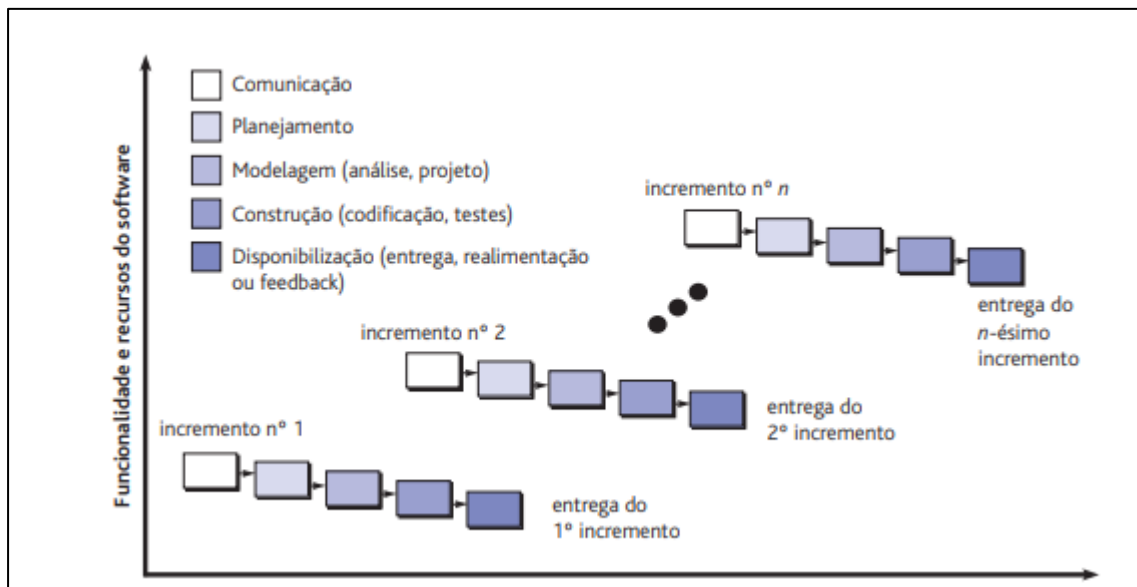 Funcionalidade e recursos do software
Comunicação
Planejamento
Modelagem (análise, projeto)
Construção (codificação, testes)
Disponibilização (entrega, realimentação
ou feedback)
incremento nº n
entrega do
n-ésimo
incremento
incremento nº 2
entrega do
2º incremento
incremento nº 1
entrega do
1º incremento